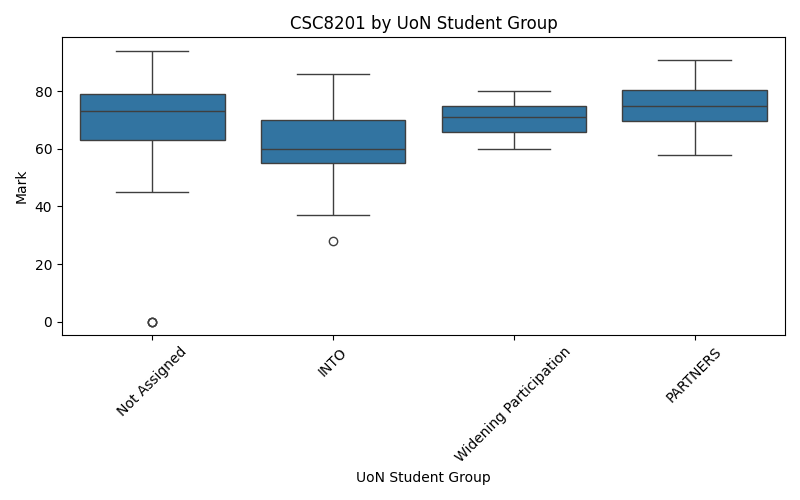 CSC8201 by UoN Student Group
Mark
80
60
40
20
0
Not Assigned
INTO
Widening Participation
PARTNERS
UoN Student Group